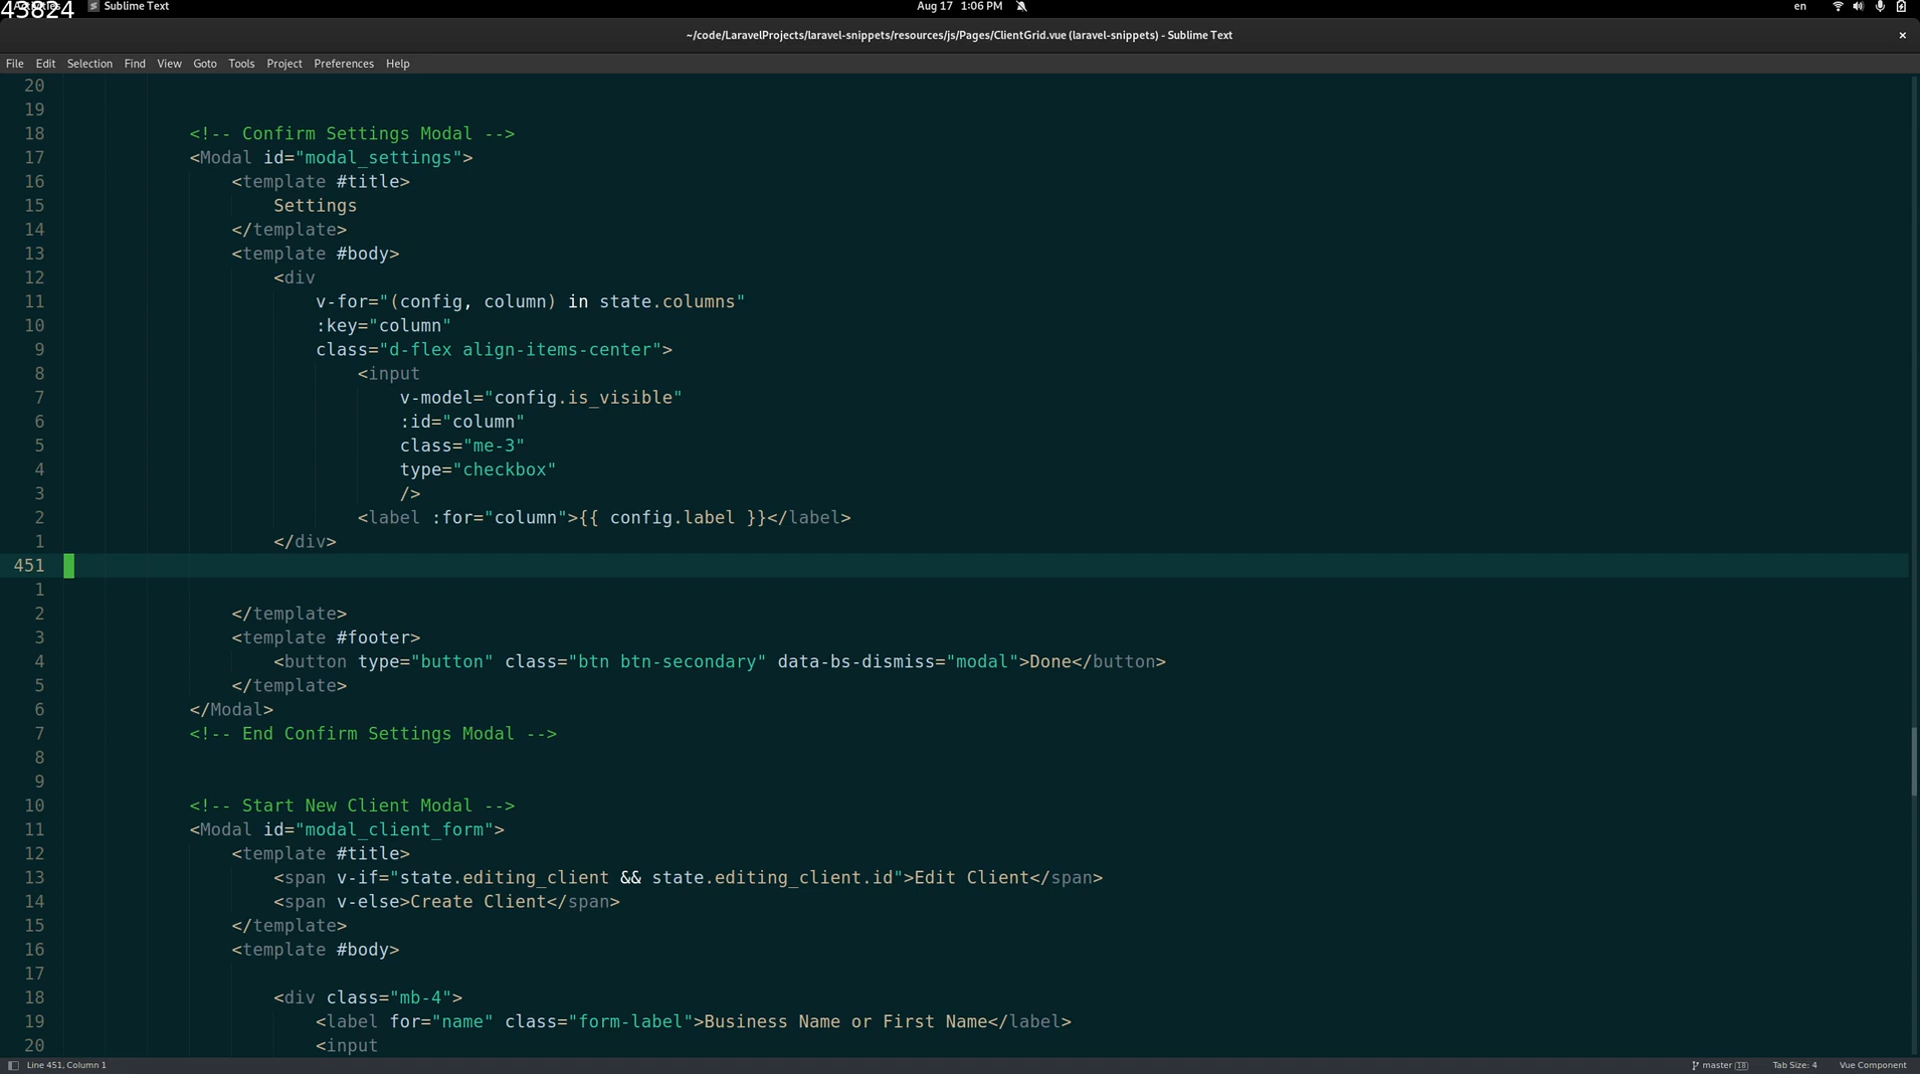 43824
Sublime Text
Aug 17 1:06 PM
en
~/code/LaravelProjects/laravel-snippets/resources/js/Pages/ClientGrid.vue (laravel-snippets) - Sublime Text
File Edit Selection Find View Goto Tools Project Preferences Help
20
19
18 <!-- Confirm Settings Modal -->
17 <Modal id="modal_settings">
16 <template #title>
15 Settings
14 </template>
13 <template #body>
12 <div
11 v-for="(config, column) in state.columns"
10 :key="column"
9 class="d-flex align-items-center">
8 <input
7 v-model="config.is_visible"
6 :id="column"
5 class="me-3"
4 type="checkbox"
3 />
2 <label :for="column">{{ config.label }}</label>
1 </div>
451
1
2 </template>
3 <template #footer>
4 <button type="button" class="btn btn-secondary" data-bs-dismiss="modal">Done</button>
5 </template>
6 </Modal>
7 <!-- End Confirm Settings Modal -->
8
9
10 <!-- Start New Client Modal -->
11 <Modal id="modal_client_form">
12 <template #title>
13 <span v-if="state.editing_client && state.editing_client.id">Edit Client</span>
14 <span v-else>Create Client</span>
15 </template>
16 <template #body>
17
18 <div class="mb-4">
19 <label for="name" class="form-label">Business Name or First Name</label>
20 <input
Line 451, Column 1
master 18
Tab Size: 4
Vue Component